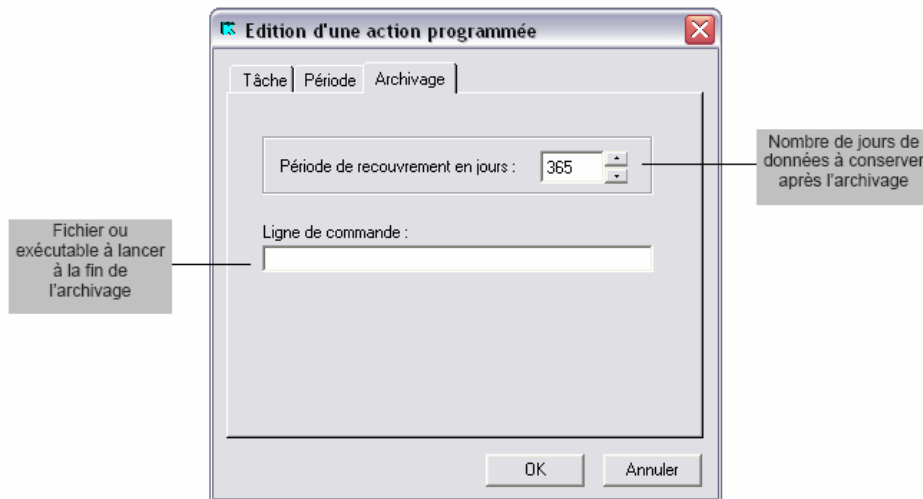 Edition d'une action programmée
Tâche
Période
Archivage
Période de recouvrement en jours :
365
Nombre de jours de
données à conserver
après l'archivage
Ligne de commande :
Fichier ou
exécutable à lancer
à la fin de
l'archivage
OK
Annuler